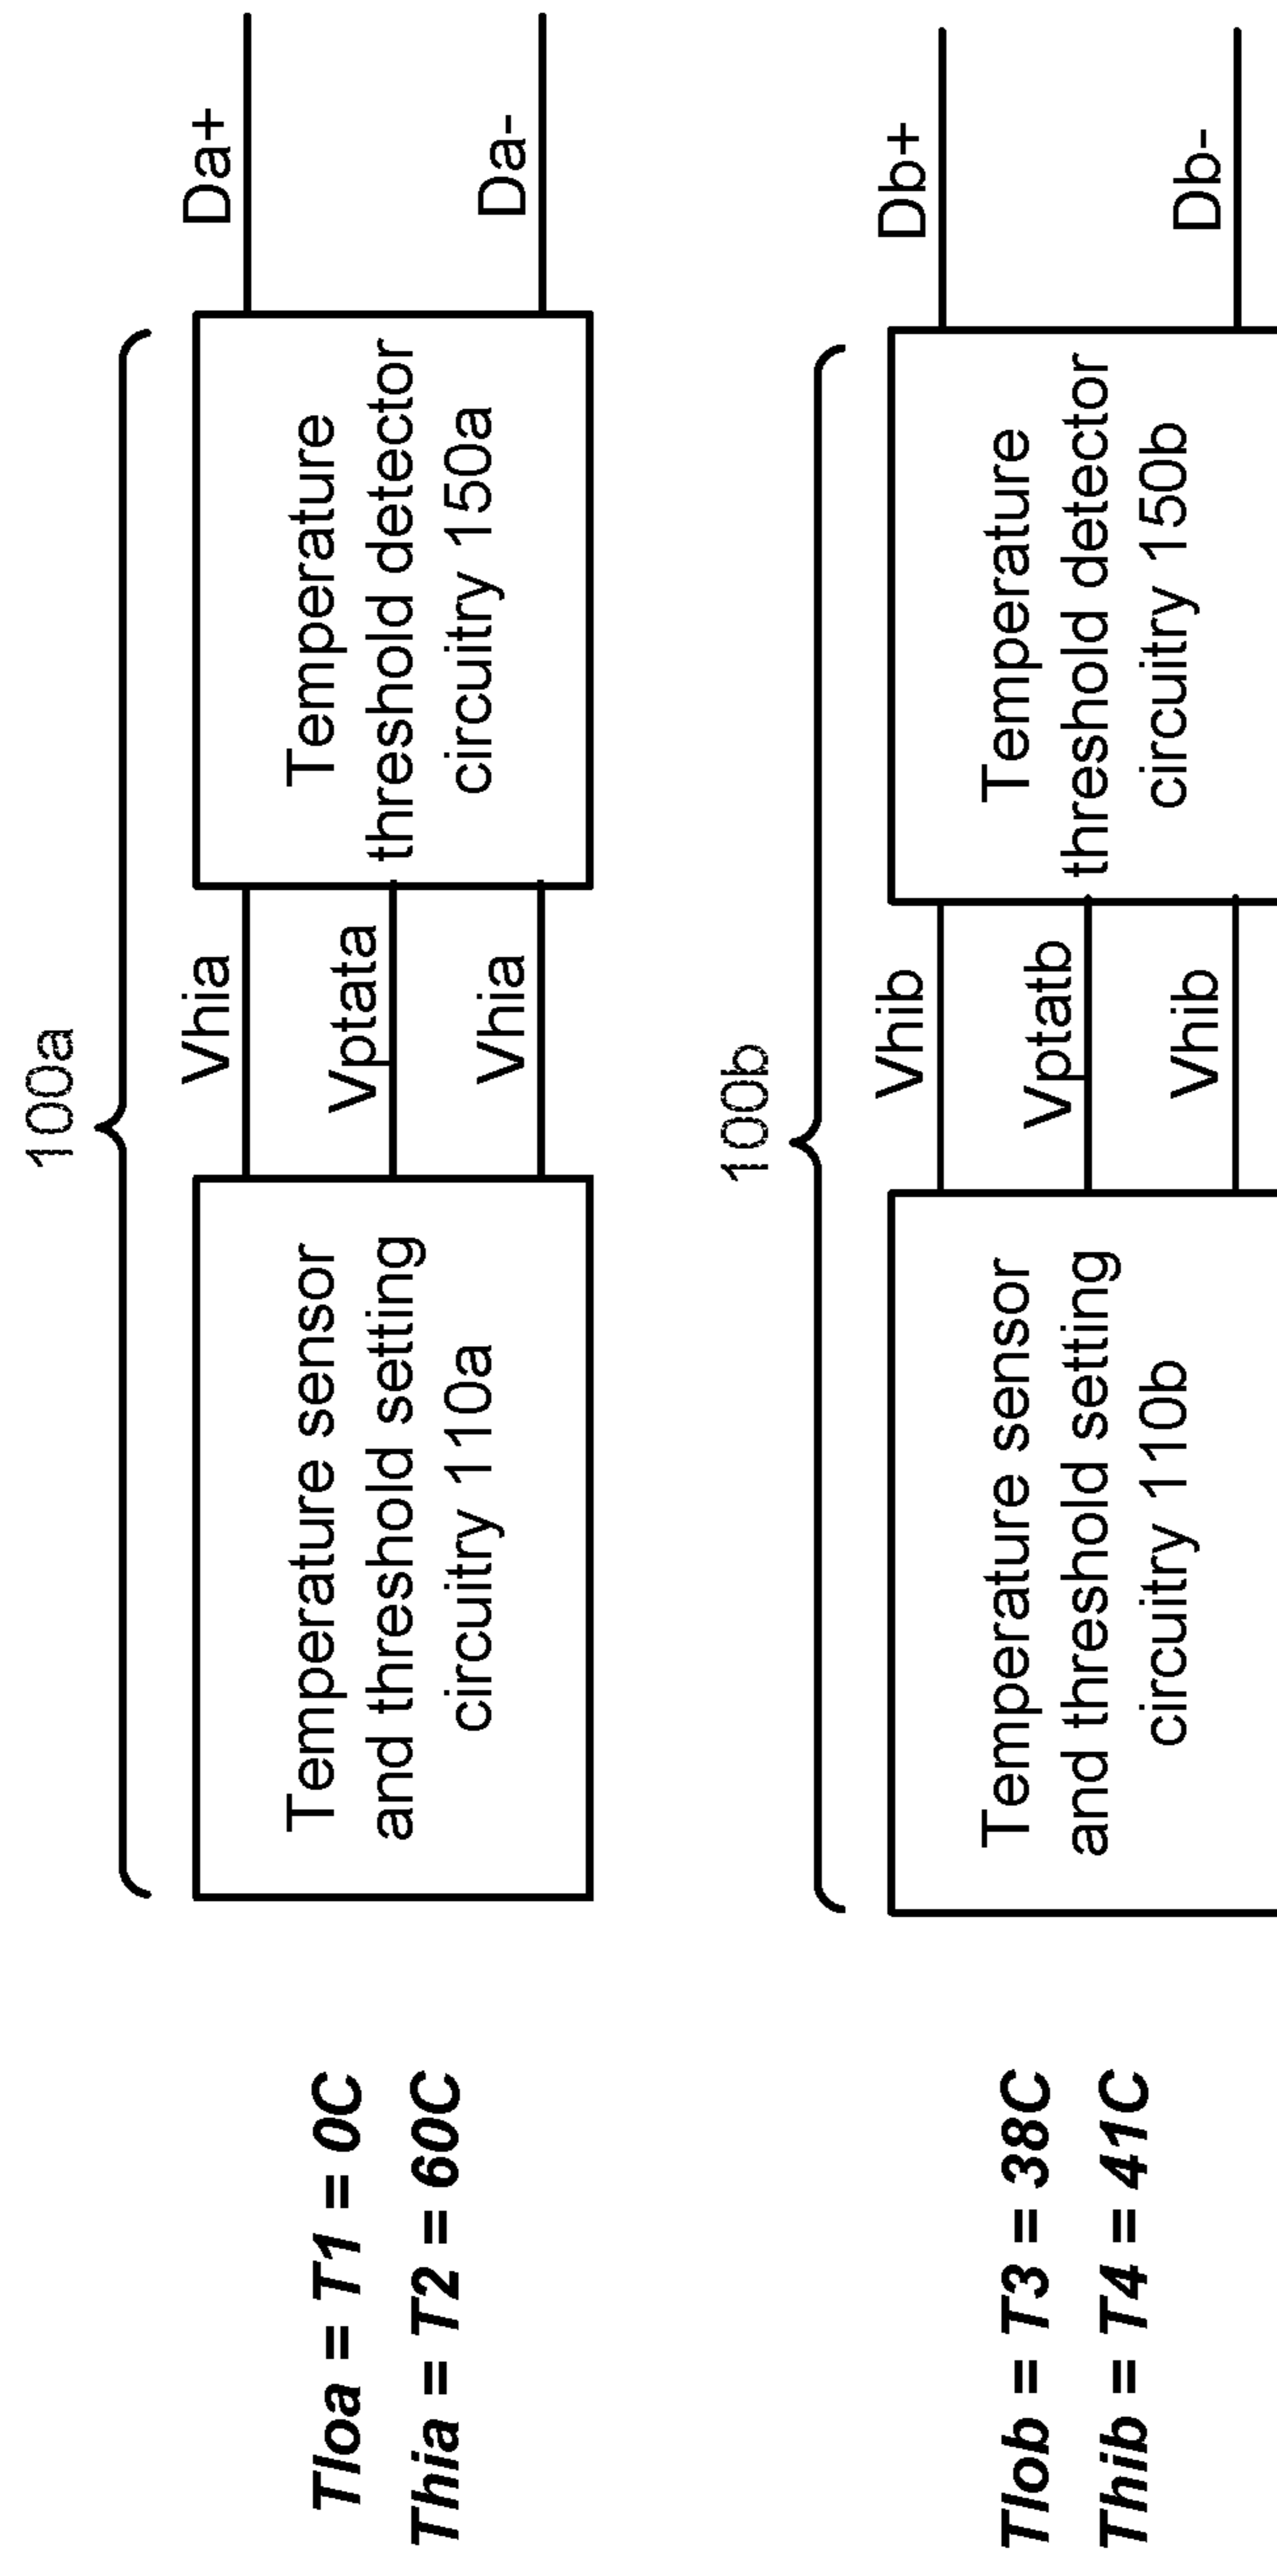 100a
Tloa = T1 = 0C
Thia = T2 = 60C
Temperature sensor
and threshold setting
circuitry 110a
Vhia
Vptata
Vhia
Temperature
threshold detector
circuitry 150a
Da+
Da-
100b
Tlob = T3 = 38C
Thib = T4 = 41C
Temperature sensor
and threshold setting
circuitry 110b
Vhib
Vptatb
Vhib
Temperature
threshold detector
circuitry 150b
Db+
Db-